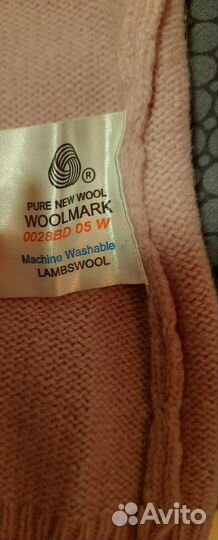 ®
PURE NEW WOOL
WOOLMARK
0028BD 05 W
Machine Washable
LAMBSWOOL
Avito